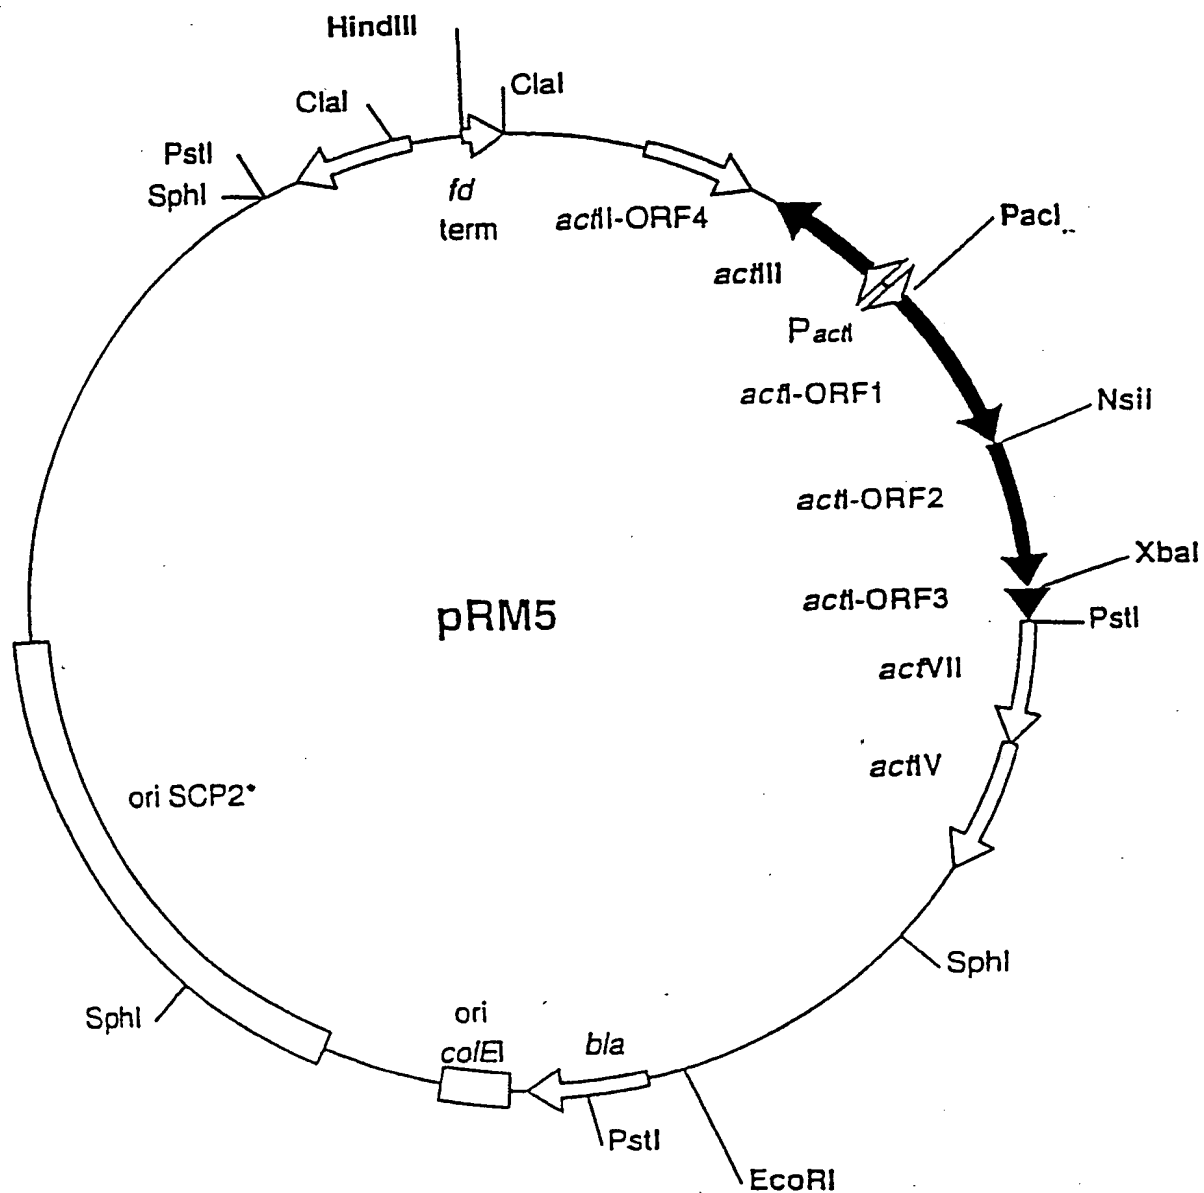 HindIII
ClaI
ClaI
PstI
SphI
fd
term
actII-ORF4
actIII
PacI
PactI
actI-ORF1
NsiI
actI-ORF2
XbaI
actI-ORF3
PstI
pRM5
actVII
actIV
ori SCP2*
SphI
SphI
ori
colEI
bla
PstI
EcoRI